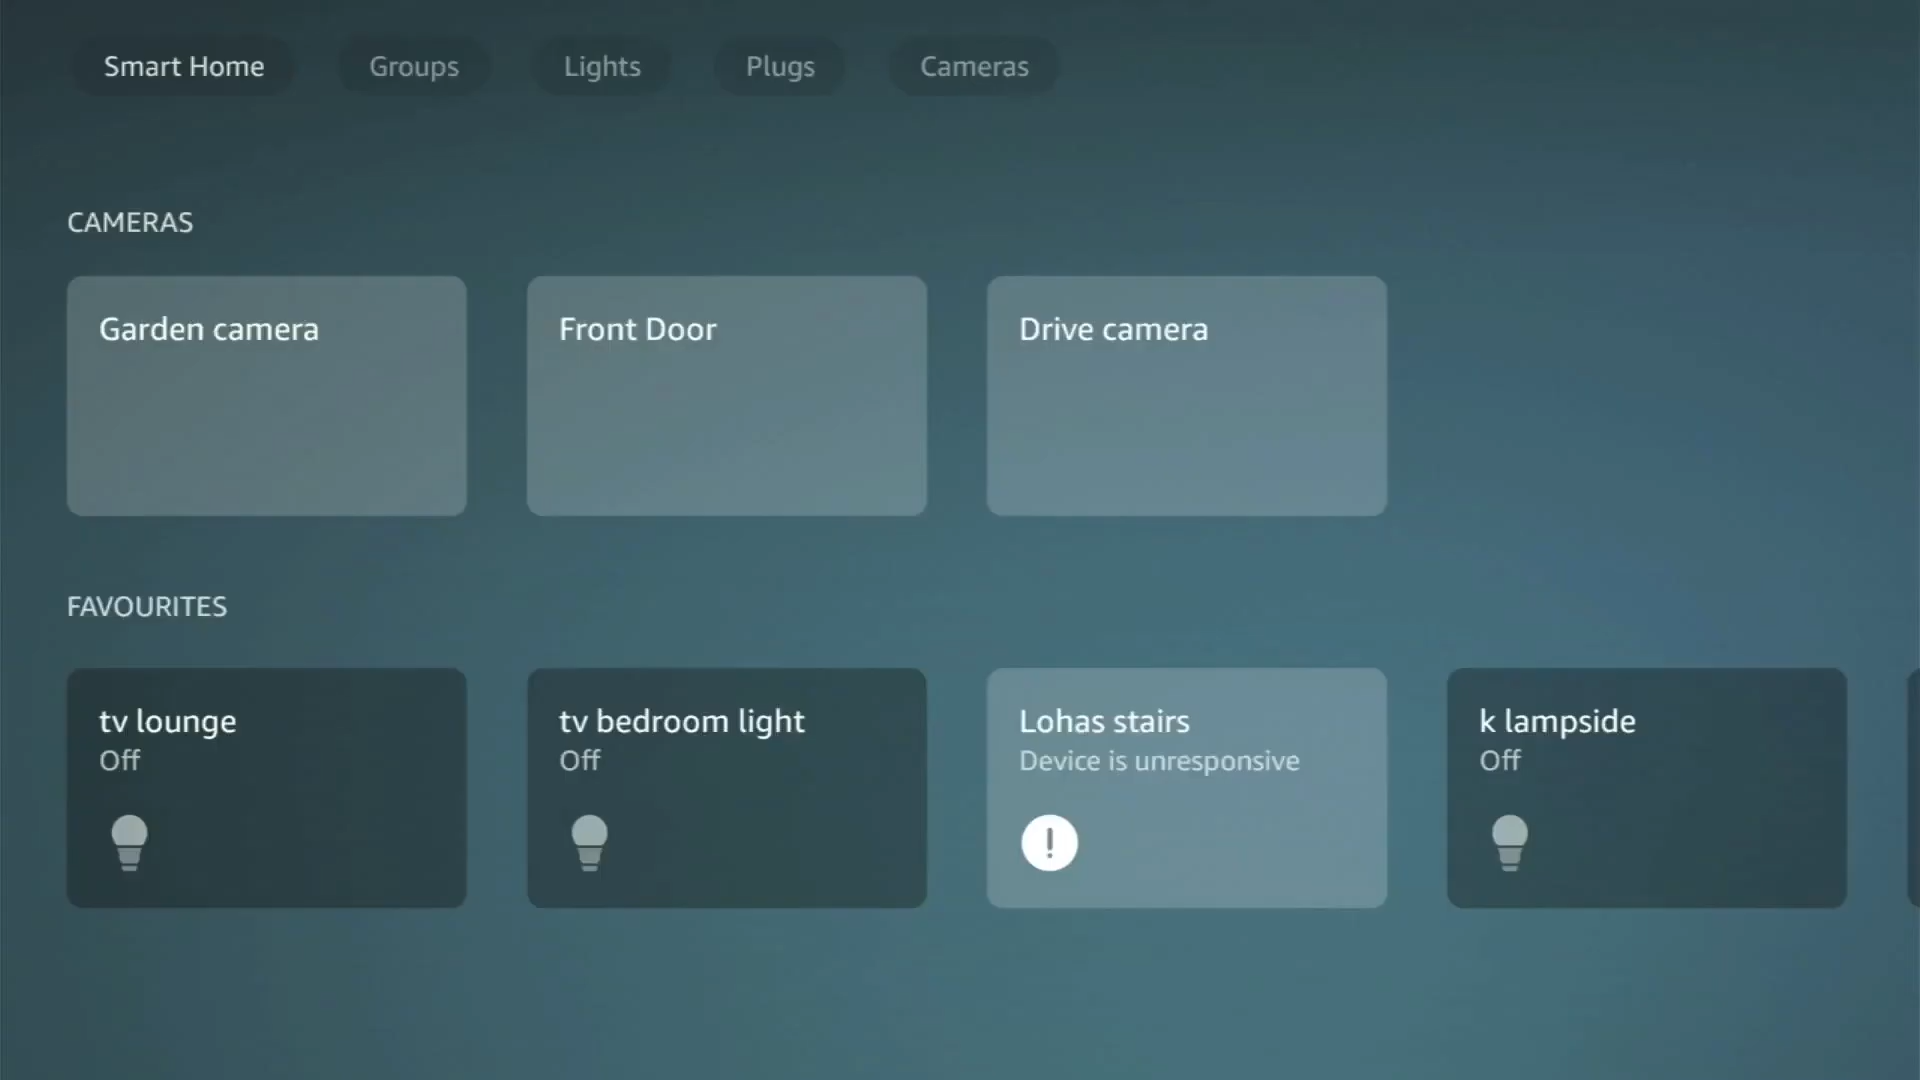 Smart Home
Groups
Lights
Plugs
Cameras
CAMERAS
Garden camera
Front Door
Drive camera
FAVOURITES
tv lounge
Off
tv bedroom light
Off
Lohas stairs
Device is unresponsive
k lampside
Off